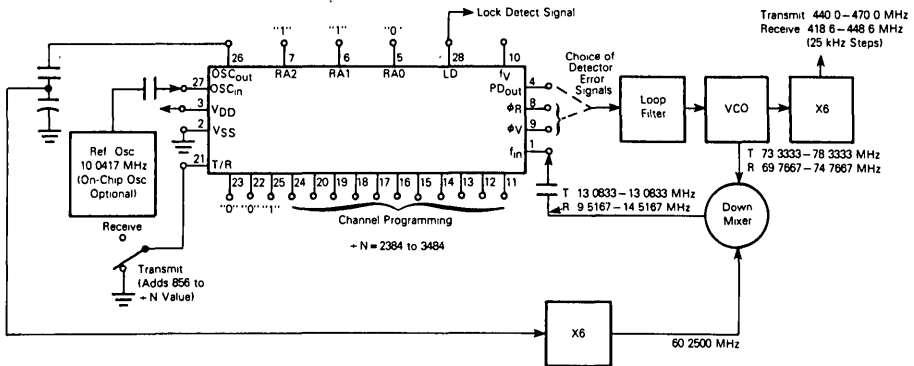 Lock Detect Signal
"1" "1" "0"
26 7 6 5 28 10
OSCout RA2 RA1 RA0 LD fV
27 OSCin
3 VDD
2 VSS
21 T/R
PDout 4
φR 8
φV 9
fin 1
23 22 25 24 20 19 18 17 16 15 14 13 12 11
"0" "0" "1"
Channel Programming
÷ N = 2384 to 3484
Ref Osc
10 0417 MHz
(On-Chip Osc
Optional)
Receive
Transmit
(Adds 856 to
÷ N Value)
Choice of
Detector
Error
Signals
Loop
Filter
VCO
X6
Transmit 440 0–470 0 MHz
Receive 418 6–448 6 MHz
(25 kHz Steps)
T 73 3333–78 3333 MHz
R 69 7667–74 7667 MHz
T 13 0833–13 0833 MHz
R 9 5167–14 5167 MHz
Down
Mixer
X6
60 2500 MHz